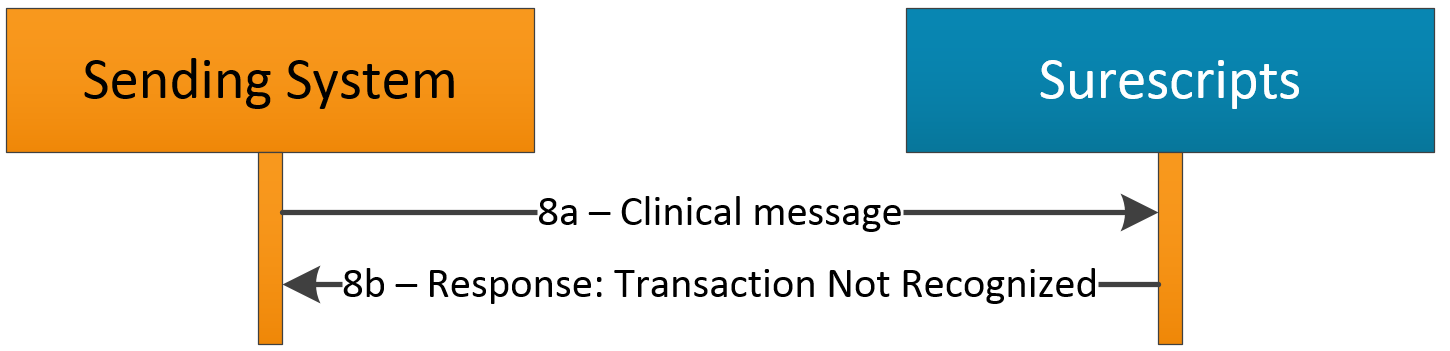 Sending System
Surescripts
8a – Clinical message
8b – Response: Transaction Not Recognized